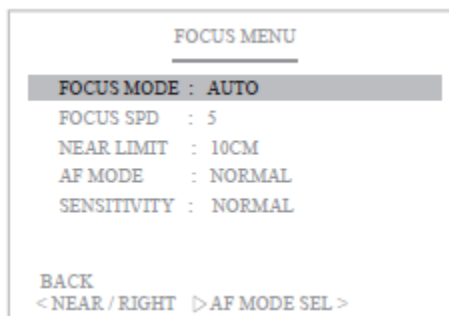 FOCUS MENU
FOCUS MODE : AUTO
FOCUS SPD : 5
NEAR LIMIT : 10CM
AF MODE : NORMAL
SENSITIVITY : NORMAL
BACK
< NEAR / RIGHT ▷ AF MODE SEL >